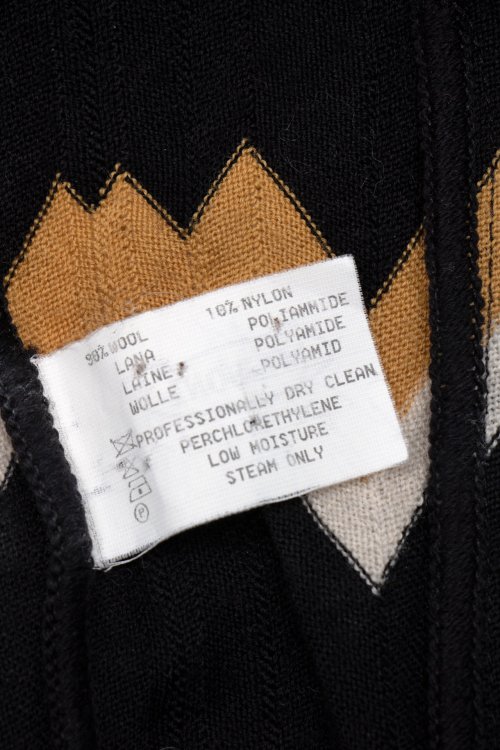 90% WOOL 10% NYLON
LANA POLIAMMIDE
LAINE POLYAMIDE
WOLLE POLYAMID
PROFESSIONALLY DRY CLEAN
PERCHLORETHYLENE
LOW MOISTURE
STEAM ONLY
P